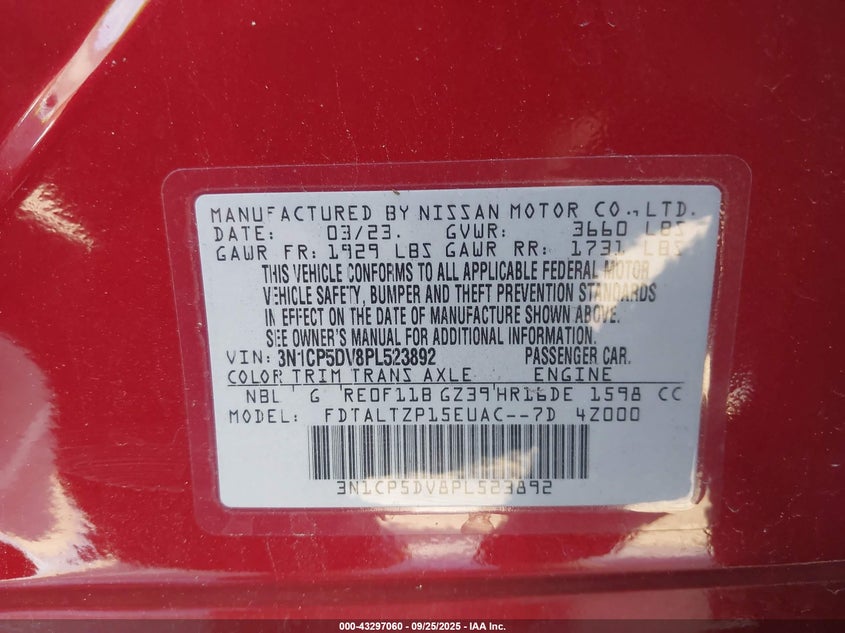 MANUFACTURED BY NISSAN MOTOR CO., LTD.
DATE: 03/23. GVWR: 3660 LBS
GAWR FR: 1929 LBS GAWR RR: 1731 LBS
THIS VEHICLE CONFORMS TO ALL APPLICABLE FEDERAL MOTOR
VEHICLE SAFETY, BUMPER AND THEFT PREVENTION STANDARDS
IN EFFECT ON THE DATE OF MANUFACTURE SHOWN ABOVE.
SEE OWNER'S MANUAL FOR ADDITIONAL INFORMATION.
VIN: 3N1CP5DV8PL523892 PASSENGER CAR.
COLOR TRIM TRANS AXLE ENGINE
NBL G RE0F11B GZ39 HR16DE 1598 CC
MODEL: FDTALTZP15EUAC--7D 4Z000
3N1CP5DV8PL523892
000-43297060 - 09/25/2025 - IAA Inc.